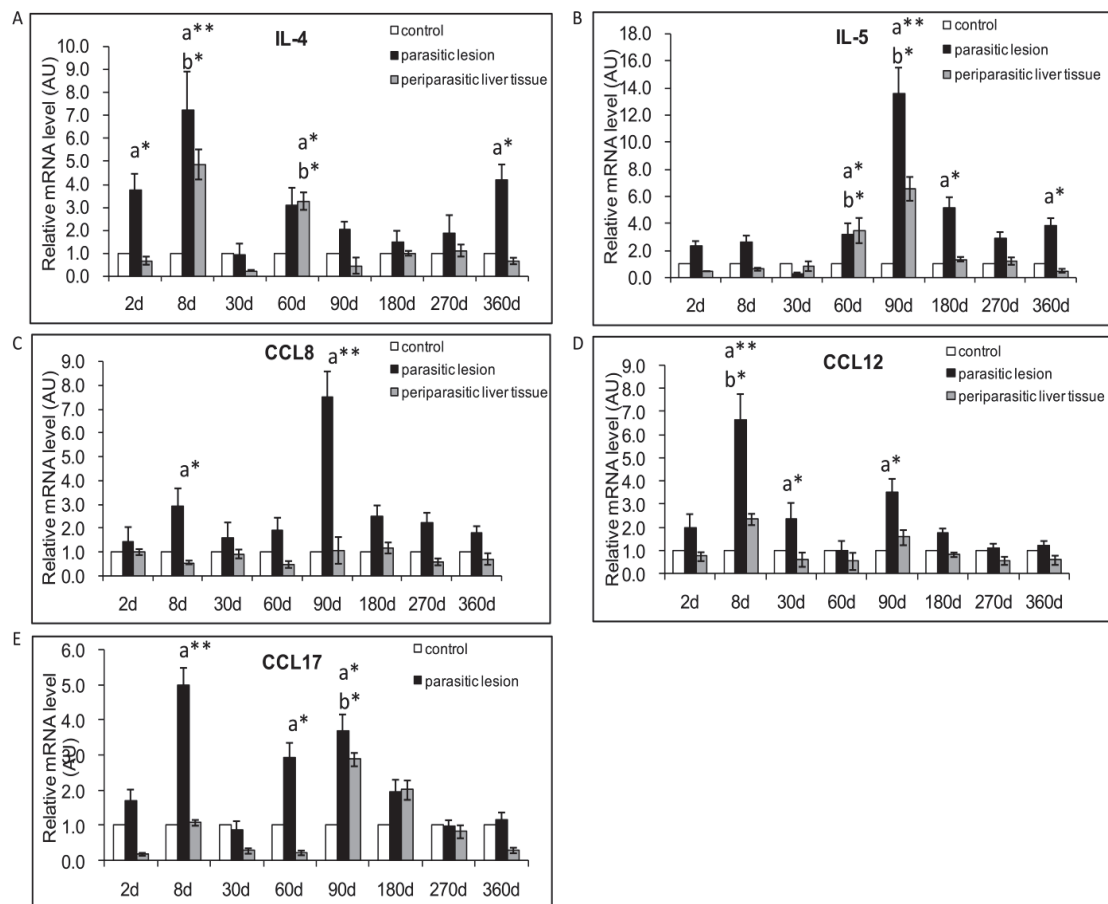 A
IL-4
a**
b*
a*
a*
b*
a*
control
parasitic lesion
periparasitic liver tissue
Relative mRNA level (AU)
10.0
9.0
8.0
7.0
6.0
5.0
4.0
3.0
2.0
1.0
0.0
2d 8d 30d 60d 90d 180d 270d 360d
B
IL-5
a**
b*
a*
b*
a*
a*
control
parasitic lesion
periparasitic liver tissue
Relative mRNA level (AU)
18.0
16.0
14.0
12.0
10.0
8.0
6.0
4.0
2.0
0.0
2d 8d 30d 60d 90d 180d 270d 360d
C
CCL8
a**
a*
control
parasitic lesion
periparasitic liver tissue
Relative mRNA level (AU)
9.0
8.0
7.0
6.0
5.0
4.0
3.0
2.0
1.0
0.0
2d 8d 30d 60d 90d 180d 270d 360d
D
CCL12
a**
b*
a*
a*
control
parasitic lesion
periparasitic liver tissue
Relative mRNA level (AU)
9.0
8.0
7.0
6.0
5.0
4.0
3.0
2.0
1.0
0.0
2d 8d 30d 60d 90d 180d 270d 360d
E
CCL17
a**
a*
a*
b*
control
parasitic lesion
Relative mRNA level
(AU)
6.0
5.0
4.0
3.0
2.0
1.0
0.0
2d 8d 30d 60d 90d 180d 270d 360d